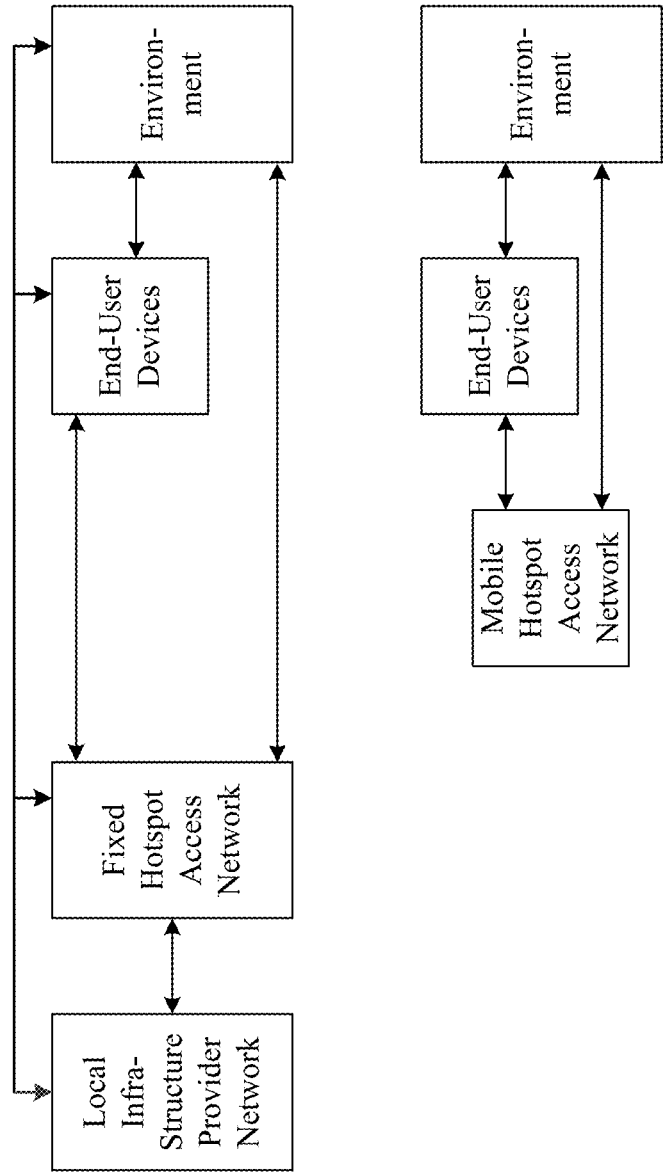 Local
Infra-
Structure
Provider
Network
Fixed
Hotspot
Access
Network
End-User
Devices
Environ-
ment
Mobile
Hotspot
Access
Network
End-User
Devices
Environ-
ment